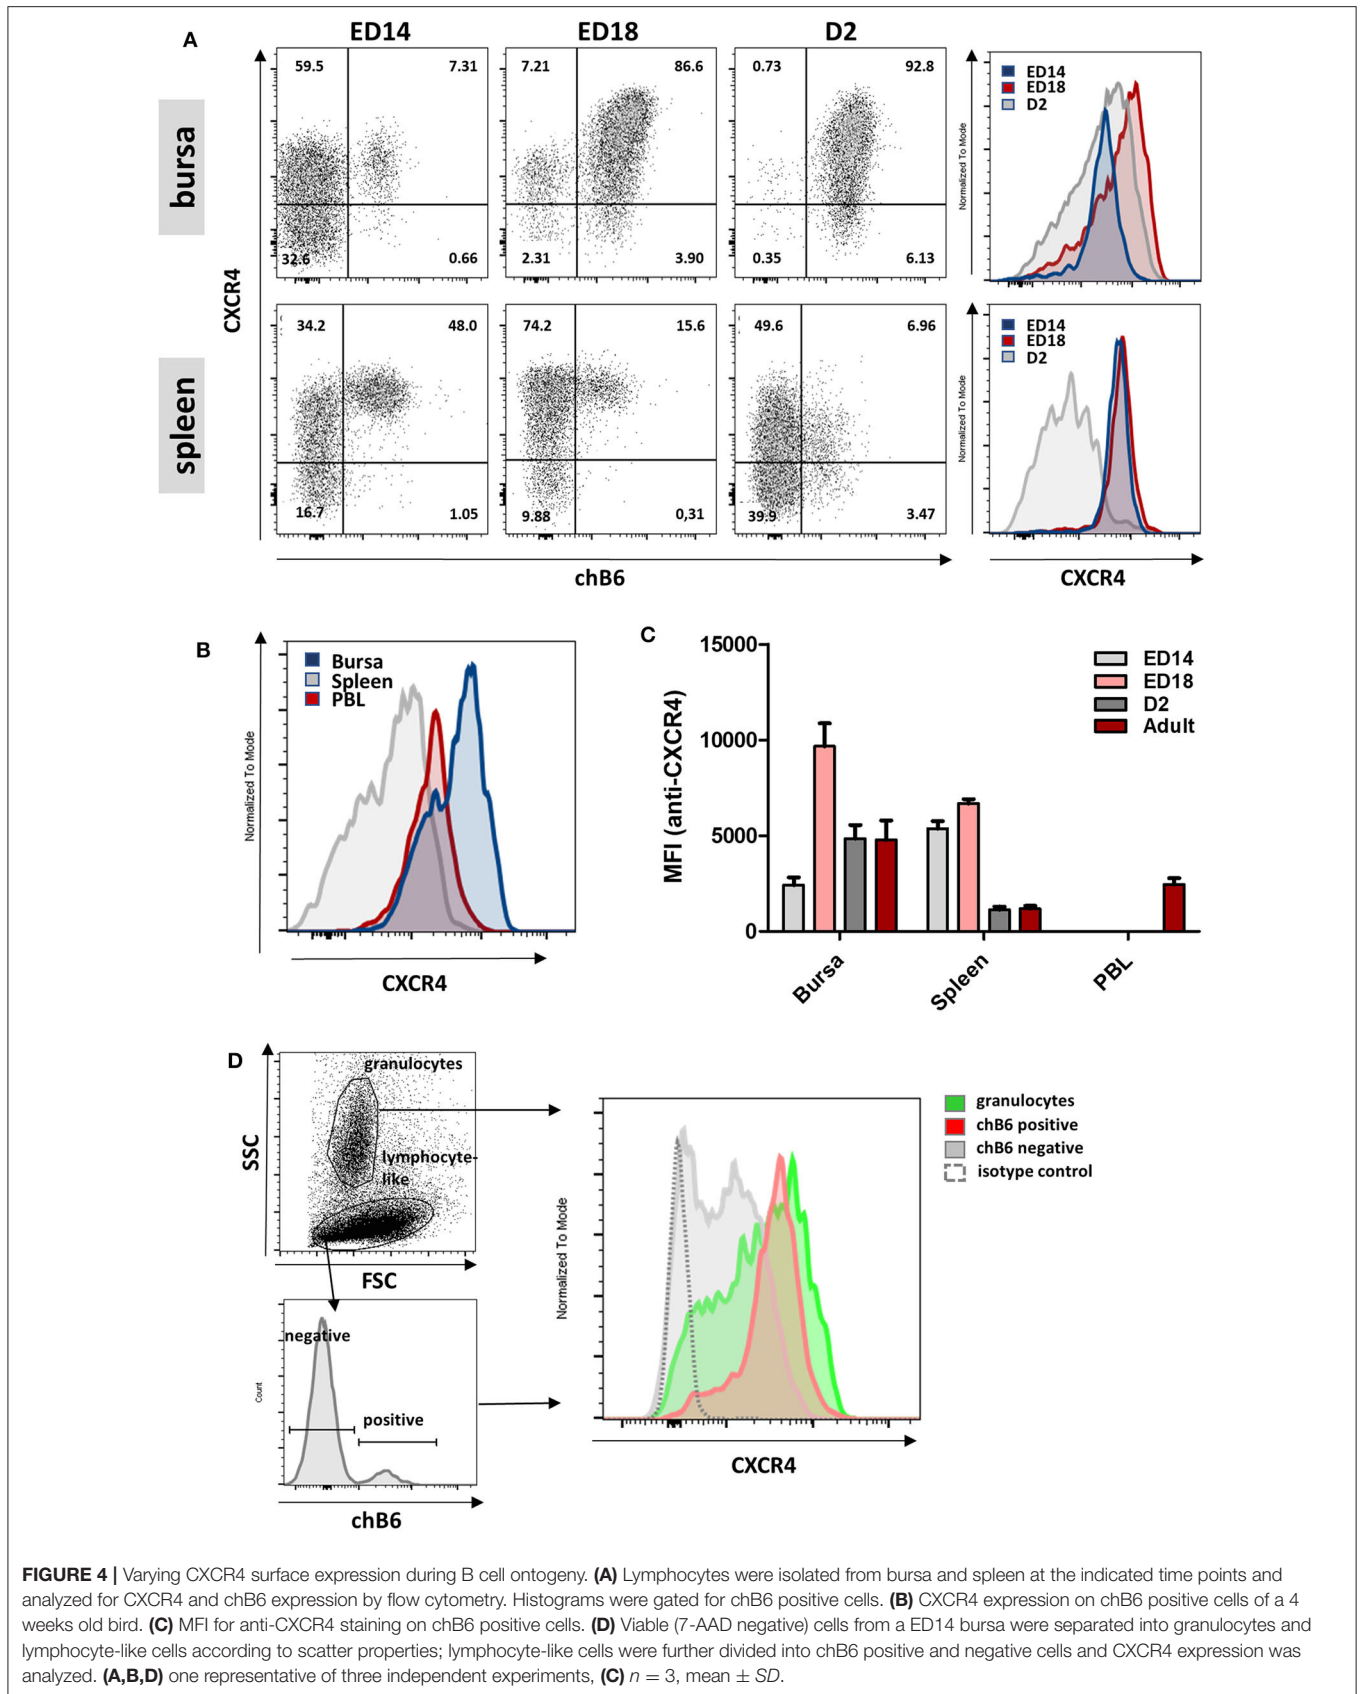 A
ED14
ED18
D2
bursa
spleen
CXCR4
59.5
7.31
32.6
0.66
7.21
86.6
2.31
3.90
0.73
92.8
0.35
6.13
Normalized To Mode
ED14
ED18
D2
34.2
48.0
16.7
1.05
74.2
15.6
9.88
0,31
49.6
6.96
39.9
3.47
Normalized To Mode
ED14
ED18
D2
chB6
CXCR4
B
Bursa
Spleen
PBL
Normalized To Mode
CXCR4
C
MFI (anti-CXCR4)
15000
10000
5000
0
ED14
ED18
D2
Adult
Bursa
Spleen
PBL
D
granulocytes
lymphocyte-
like
SSC
FSC
negative
positive
Count
chB6
Normalized To Mode
CXCR4
granulocytes
chB6 positive
chB6 negative
isotype control
FIGURE 4 | Varying CXCR4 surface expression during B cell ontogeny. (A) Lymphocytes were isolated from bursa and spleen at the indicated time points and
analyzed for CXCR4 and chB6 expression by flow cytometry. Histograms were gated for chB6 positive cells. (B) CXCR4 expression on chB6 positive cells of a 4
weeks old bird. (C) MFI for anti-CXCR4 staining on chB6 positive cells. (D) Viable (7-AAD negative) cells from a ED14 bursa were separated into granulocytes and
lymphocyte-like cells according to scatter properties; lymphocyte-like cells were further divided into chB6 positive and negative cells and CXCR4 expression was
analyzed. (A,B,D) one representative of three independent experiments, (C) n = 3, mean ± SD.